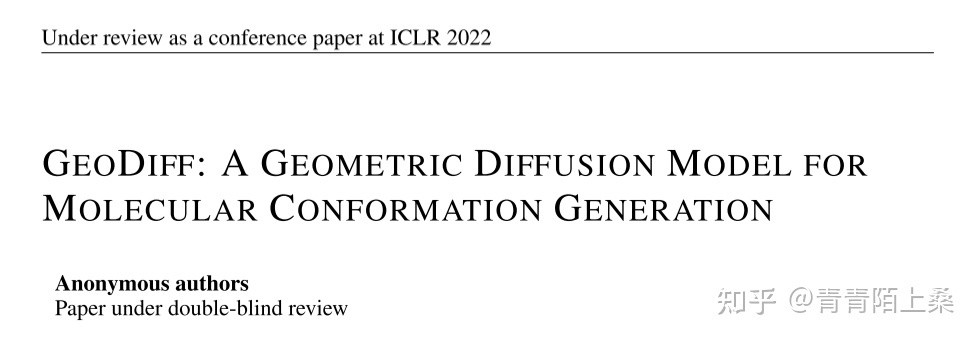 Under review as a conference paper at ICLR 2022
GEODIFF: A GEOMETRIC DIFFUSION MODEL FOR
MOLECULAR CONFORMATION GENERATION
Anonymous authors
Paper under double-blind review
知乎 @青青陌上桑